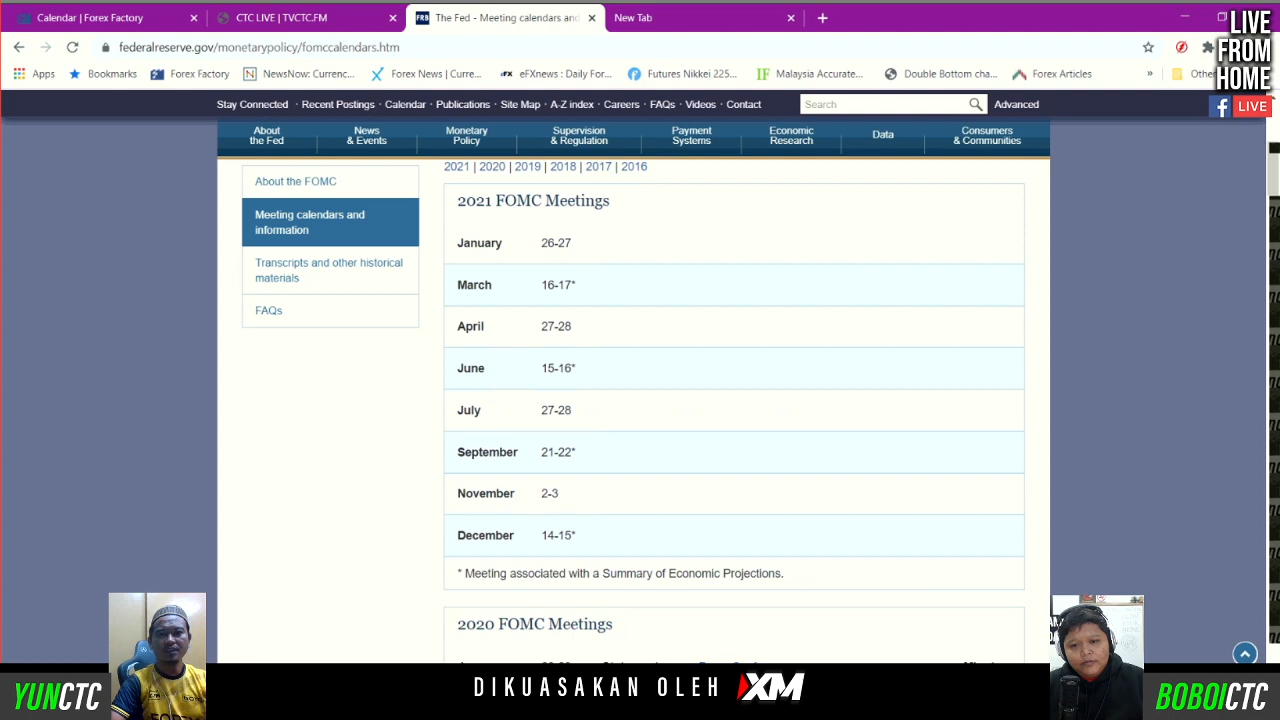 Calendar | Forex Factory
CTC LIVE | TVCTC.FM
FRB The Fed - Meeting calendars and
New Tab
federalreserve.gov/monetarypolicy/fomccalendars.htm
Apps
Bookmarks
Forex Factory
N NewsNow: Currenc...
Forex News | Curre...
eFX eFXnews : Daily For...
Futures Nikkei 225...
IF Malaysia Accurate...
Double Bottom cha...
Forex Articles
»
LIVE
FROM
HOME
f LIVE
Stay Connected Recent Postings Calendar Publications Site Map A-Z index Careers FAQs Videos Contact
Search
Advanced
About
the Fed
News
& Events
Monetary
Policy
Supervision
& Regulation
Payment
Systems
Economic
Research
Data
Consumers
& Communities
About the FOMC
Meeting calendars and
information
Transcripts and other historical
materials
FAQs
2021 | 2020 | 2019 | 2018 | 2017 | 2016
2021 FOMC Meetings
January 26-27
March 16-17*
April 27-28
June 15-16*
July 27-28
September 21-22*
November 2-3
December 14-15*
* Meeting associated with a Summary of Economic Projections.
2020 FOMC Meetings
YUNCTC
DIKUASAKAN OLEH XM
BOBOICTC